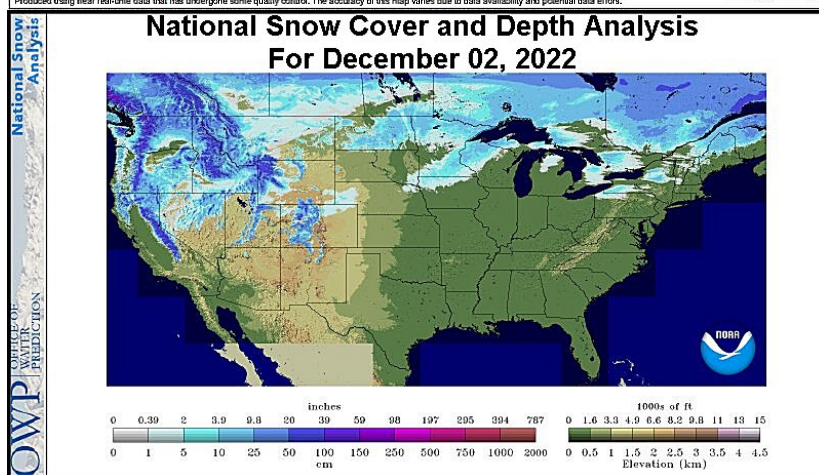 Produced using near real-time data that has undergone some quality control. The accuracy of this map varies due to data availability and potential data errors.
National Snow Cover and Depth Analysis
For December 02, 2022
National Snow
Analysis
OWP
OFFICE OF
WATER
PREDICTION
NOAA
inches
0 0.39 2 3.9 9.8 20 39 59 98 197 295 394 787
0 1 5 10 25 50 100 150 250 500 750 1000 2000
cm
1000s of ft
0 1.6 3.3 4.9 6.6 8.2 9.8 11 13 15
0 0.5 1 1.5 2 2.5 3 3.5 4 4.5
Elevation (km)